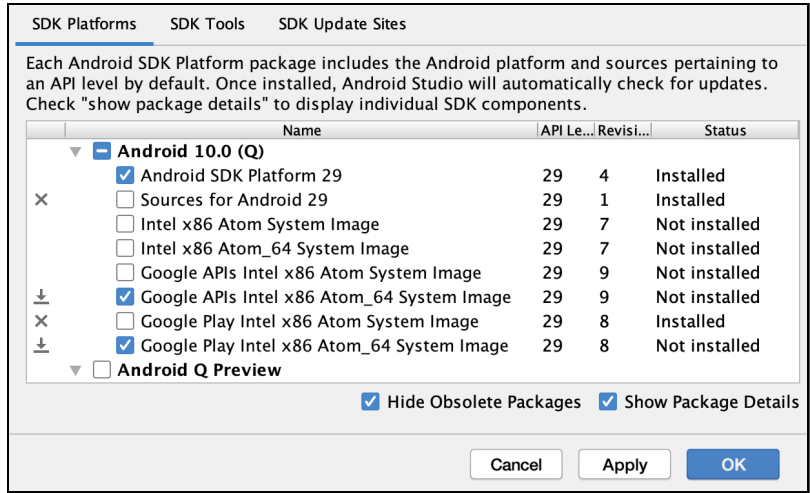 SDK Platforms SDK Tools SDK Update Sites
Each Android SDK Platform package includes the Android platform and sources pertaining to
an API level by default. Once installed, Android Studio will automatically check for updates.
Check "show package details" to display individual SDK components.
Name API Le... Revisi... Status
Android 10.0 (Q)
Android SDK Platform 29 29 4 Installed
Sources for Android 29 29 1 Installed
Intel x86 Atom System Image 29 7 Not installed
Intel x86 Atom_64 System Image 29 7 Not installed
Google APIs Intel x86 Atom System Image 29 9 Not installed
Google APIs Intel x86 Atom_64 System Image 29 9 Not installed
Google Play Intel x86 Atom System Image 29 8 Installed
Google Play Intel x86 Atom_64 System Image 29 8 Not installed
Android Q Preview
Hide Obsolete Packages Show Package Details
Cancel Apply OK